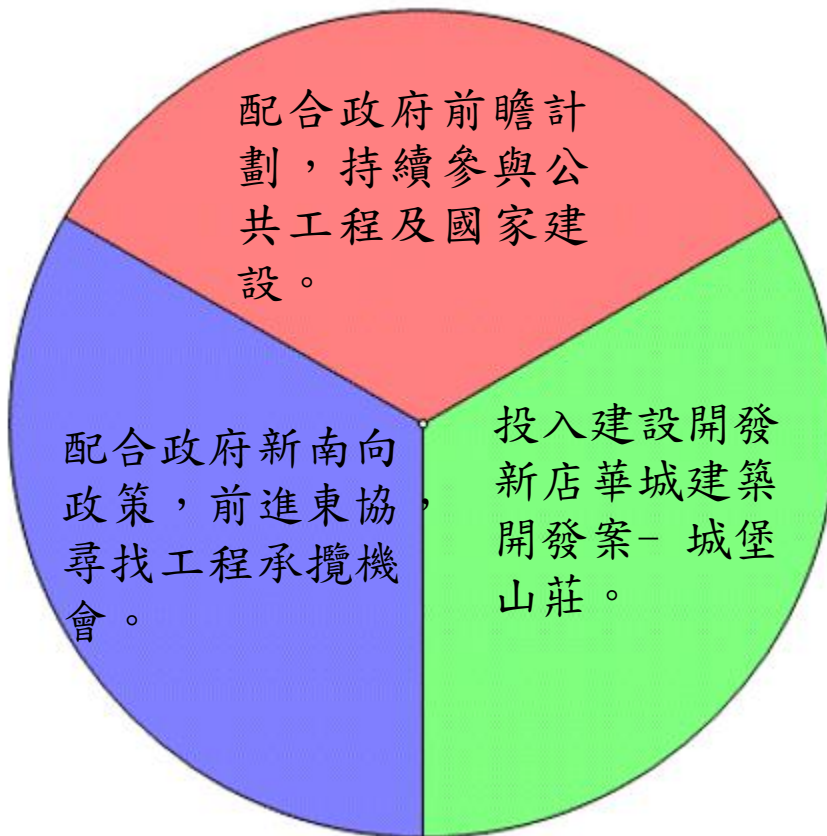 配合政府前瞻計
劃，持續參與公
共工程及國家建
設。
配合政府新南向
政策，前進東協，
尋找工程承攬機
會。
投入建設開發
新店華城建築
開發案- 城堡
山莊。